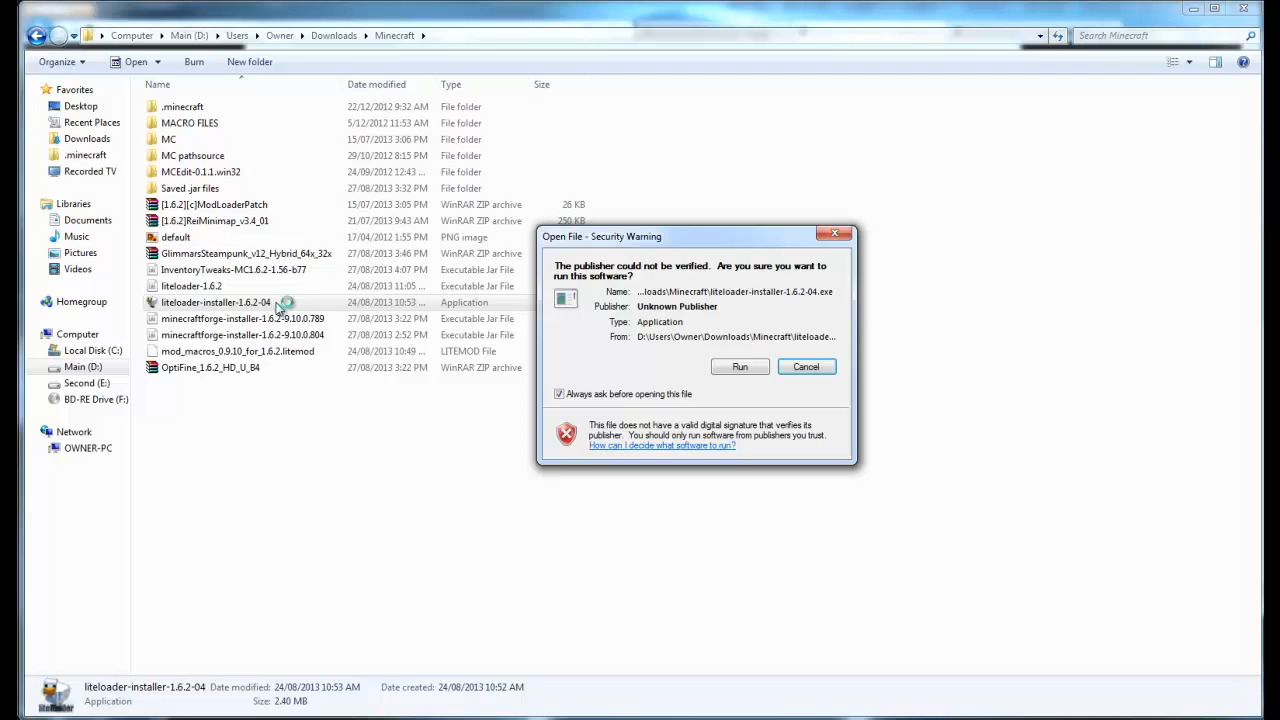 Computer ▸ Main (D:) ▸ Users ▸ Owner ▸ Downloads ▸ Minecraft ▸
Search Minecraft
Organize
Open
Burn
New folder
Name Date modified Type Size
Favorites
Desktop
Recent Places
Downloads
.minecraft
Recorded TV
Libraries
Documents
Music
Pictures
Videos
Homegroup
Computer
Local Disk (C:)
Main (D:)
Second (E:)
BD-RE Drive (F:)
Network
OWNER-PC
.minecraft 22/12/2012 9:32 AM File folder
MACRO FILES 5/12/2012 11:53 AM File folder
MC 15/07/2013 3:06 PM File folder
MC pathsource 29/10/2012 8:15 PM File folder
MCEdit-0.1.1.win32 24/09/2012 12:43 ... File folder
Saved .jar files 27/08/2013 3:32 PM File folder
[1.6.2][c]ModLoaderPatch 15/07/2013 3:05 PM WinRAR ZIP archive 26 KB
[1.6.2]ReiMinimap_v3.4_01 21/07/2013 9:43 AM WinRAR ZIP archive 250 KB
default 17/04/2012 1:55 PM PNG image
GlimmarsSteampunk_v12_Hybrid_64x_32x 27/08/2013 3:46 PM WinRAR ZIP archive
InventoryTweaks-MC1.6.2-1.56-b77 27/08/2013 4:07 PM Executable Jar File
liteloader-1.6.2 24/08/2013 11:05 ... Executable Jar File
liteloader-installer-1.6.2-04 24/08/2013 10:53 ... Application
minecraftforge-installer-1.6.2-9.10.0.789 27/08/2013 3:22 PM Executable Jar File
minecraftforge-installer-1.6.2-9.10.0.804 27/08/2013 2:52 PM Executable Jar File
mod_macros_0.9.10_for_1.6.2.litemod 24/08/2013 10:49 ... LITEMOD File
OptiFine_1.6.2_HD_U_B4 27/08/2013 3:22 PM WinRAR ZIP archive
Open File - Security Warning
The publisher could not be verified. Are you sure you want to
run this software?
Name: ...loads\Minecraft\liteloader-installer-1.6.2-04.exe
Publisher: Unknown Publisher
Type: Application
From: D:\Users\Owner\Downloads\Minecraft\liteloade...
Run Cancel
Always ask before opening this file
This file does not have a valid digital signature that verifies its
publisher. You should only run software from publishers you trust.
How can I decide what software to run?
liteloader-installer-1.6.2-04 Date modified: 24/08/2013 10:53 AM Date created: 24/08/2013 10:52 AM
Application Size: 2.40 MB